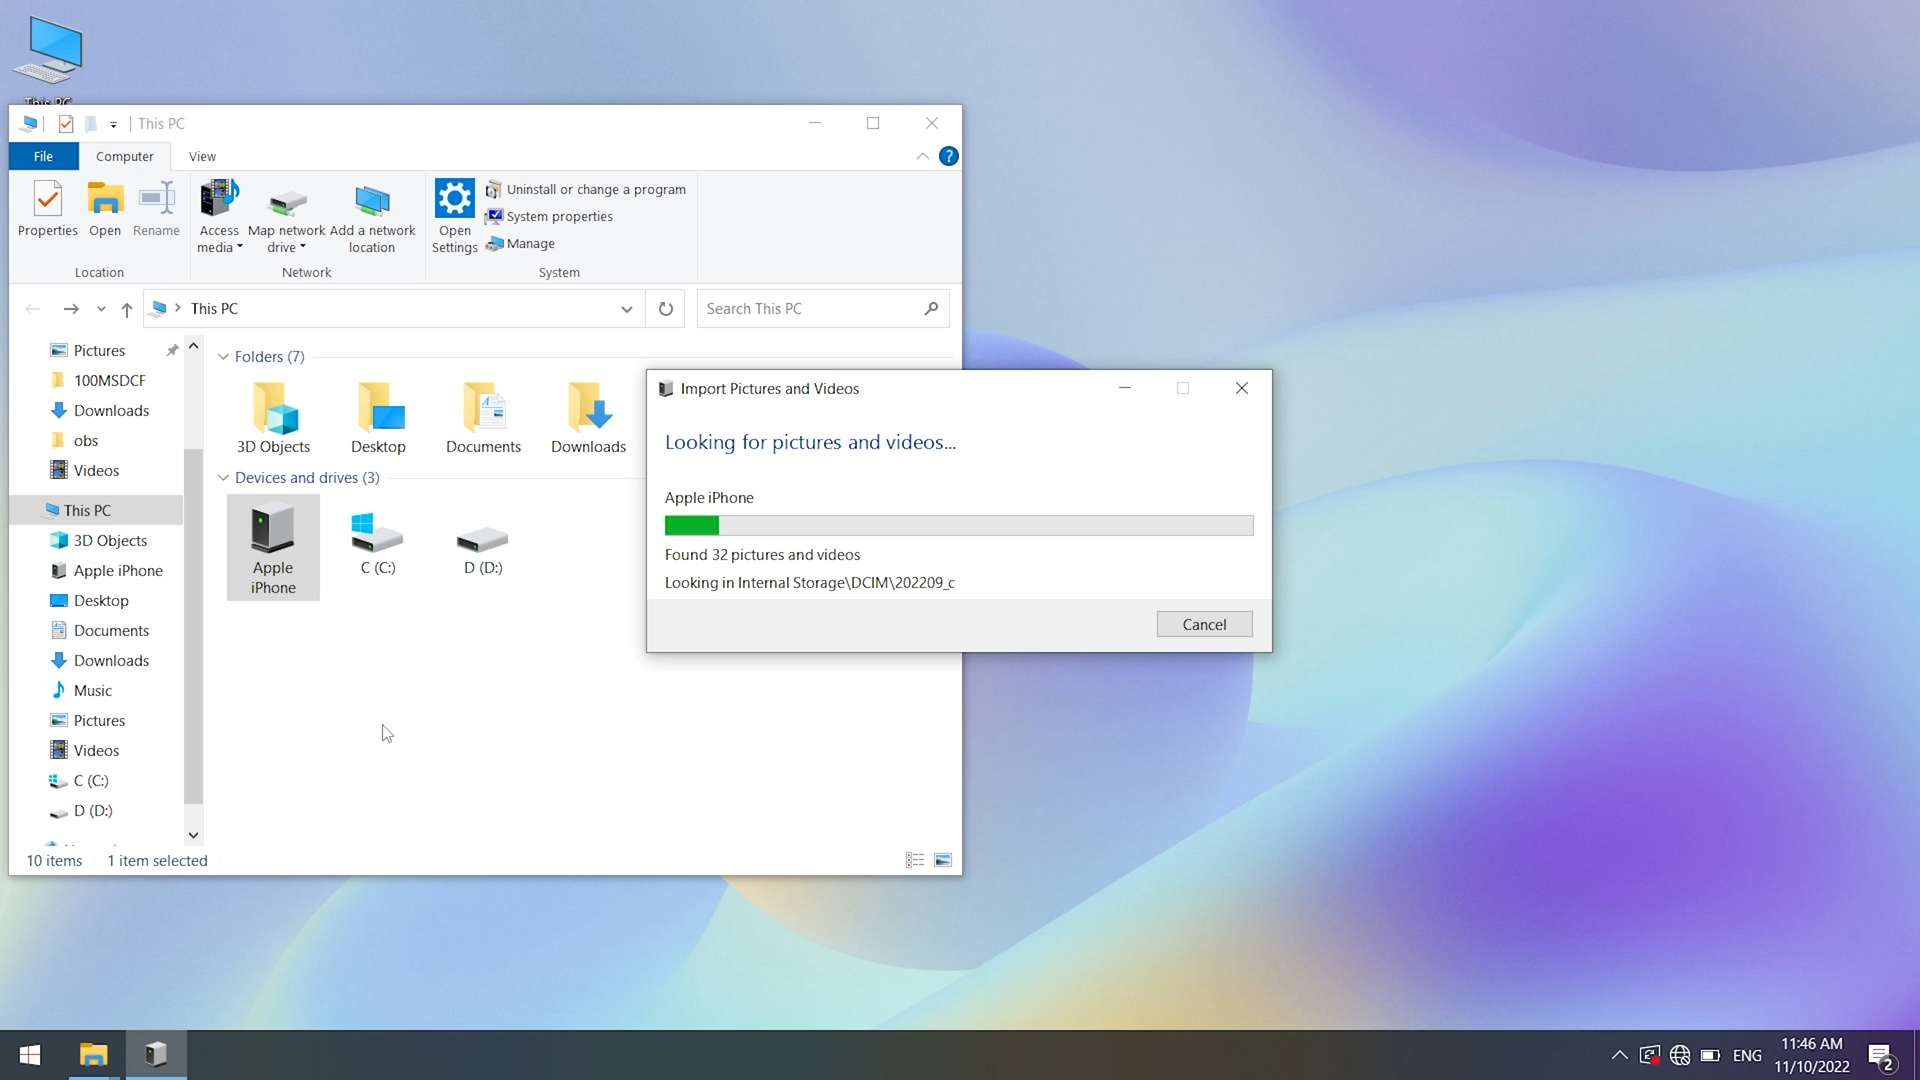 This PC
This PC
File
Computer
View
?
Properties
Open
Rename
Access media
Map network drive
Add a network location
Open Settings
Uninstall or change a program
System properties
Manage
Location
Network
System
This PC
Search This PC
Pictures
100MSDCF
Downloads
obs
Videos
This PC
3D Objects
Apple iPhone
Desktop
Documents
Downloads
Music
Pictures
Videos
C (C:)
D (D:)
Folders (7)
3D Objects
Desktop
Documents
Downloads
Devices and drives (3)
Apple iPhone
C (C:)
D (D:)
10 items
1 item selected
Import Pictures and Videos
Looking for pictures and videos...
Apple iPhone
Found 32 pictures and videos
Looking in Internal Storage\DCIM\202209_c
Cancel
ENG
11:46 AM
11/10/2022
2